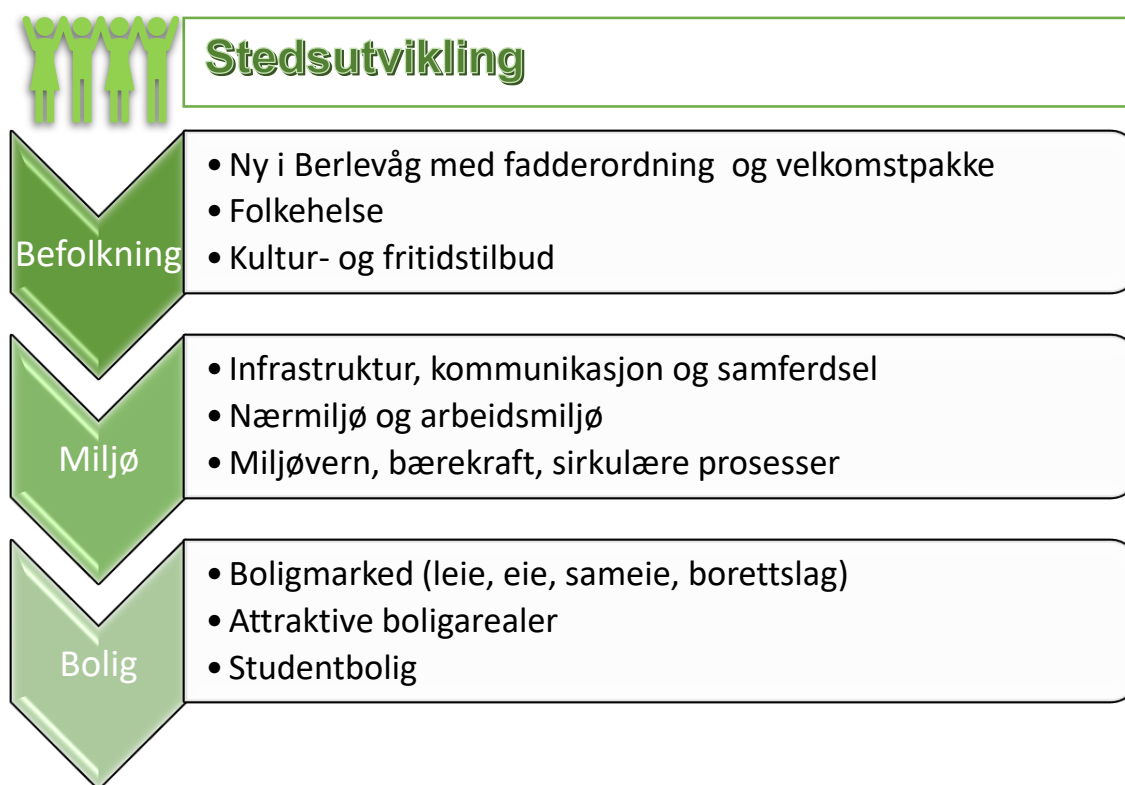 Stedsutvikling
Befolkning
• Ny i Berlevåg med fadderordning  og velkomstpakke
• Folkehelse
• Kultur- og fritidstilbud
Miljø
• Infrastruktur, kommunikasjon og samferdsel
• Nærmiljø og arbeidsmiljø
• Miljøvern, bærekraft, sirkulære prosesser
Bolig
• Boligmarked (leie, eie, sameie, borettslag)
• Attraktive boligarealer
• Studentbolig